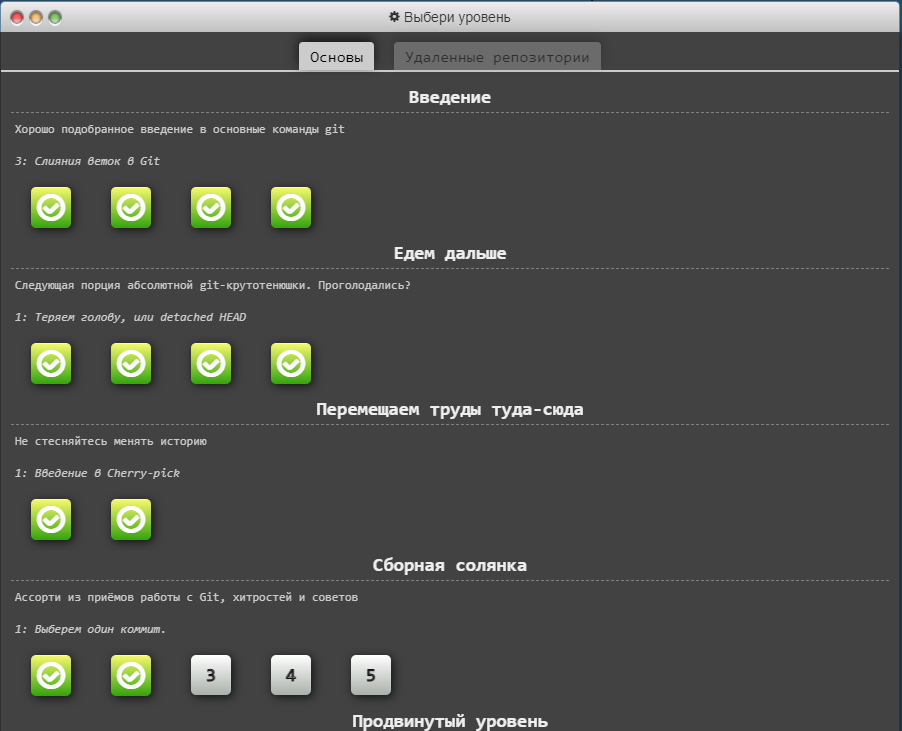 Выбери уровень
Основы
Удаленные репозитории
Введение
Хорошо подобранное введение в основные команды git
3: Слияния веток в Git
Едем дальше
Следующая порция абсолютной git-крутотенюшки. Проголодались?
1: Теряем голову, или detached HEAD
Перемещаем труды туда-сюда
Не стесняйтесь менять историю
1: Введение в Cherry-pick
Сборная солянка
Ассорти из приёмов работы с Git, хитростей и советов
1: Выберем один коммит.
3 4 5
Продвинутый уровень